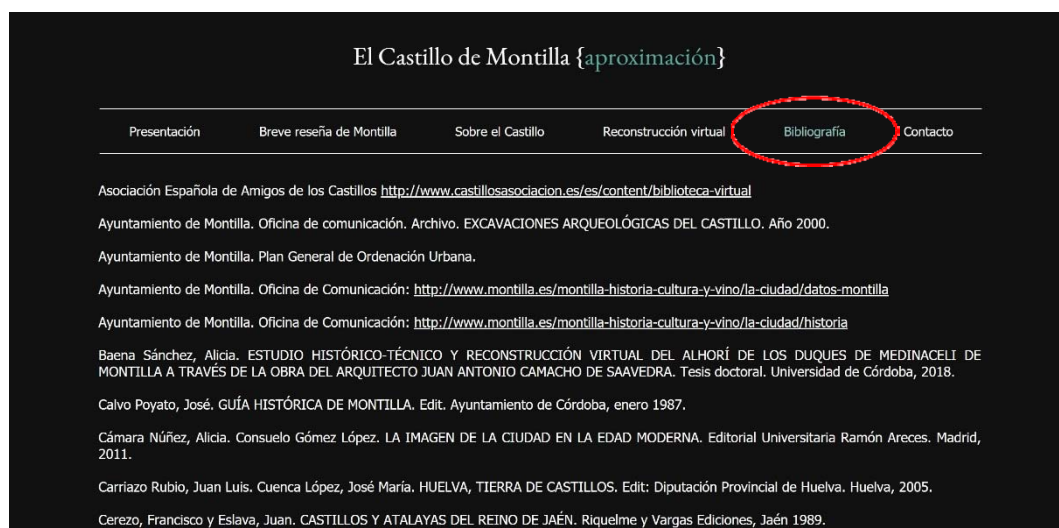 El Castillo de Montilla {aproximación}
Presentación Breve reseña de Montilla Sobre el Castillo Reconstrucción virtual Bibliografía Contacto
Asociación Española de Amigos de los Castillos http://www.castillosasociacion.es/es/content/biblioteca-virtual
Ayuntamiento de Montilla. Oficina de comunicación. Archivo. EXCAVACIONES ARQUEOLÓGICAS DEL CASTILLO. Año 2000.
Ayuntamiento de Montilla. Plan General de Ordenación Urbana.
Ayuntamiento de Montilla. Oficina de Comunicación: http://www.montilla.es/montilla-historia-cultura-y-vino/la-ciudad/datos-montilla
Ayuntamiento de Montilla. Oficina de Comunicación: http://www.montilla.es/montilla-historia-cultura-y-vino/la-ciudad/historia
Baena Sánchez, Alicia. ESTUDIO HISTÓRICO-TÉCNICO Y RECONSTRUCCIÓN VIRTUAL DEL ALHORÍ DE LOS DUQUES DE MEDINACELI DE
MONTILLA A TRAVÉS DE LA OBRA DEL ARQUITECTO JUAN ANTONIO CAMACHO DE SAAVEDRA. Tesis doctoral. Universidad de Córdoba, 2018.
Calvo Poyato, José. GUÍA HISTÓRICA DE MONTILLA. Edit. Ayuntamiento de Córdoba, enero 1987.
Cámara Núñez, Alicia. Consuelo Gómez López. LA IMAGEN DE LA CIUDAD EN LA EDAD MODERNA. Editorial Universitaria Ramón Areces. Madrid,
2011.
Carriazo Rubio, Juan Luis. Cuenca López, José María. HUELVA, TIERRA DE CASTILLOS. Edit: Diputación Provincial de Huelva. Huelva, 2005.
Cerezo, Francisco y Eslava, Juan. CASTILLOS Y ATALAYAS DEL REINO DE JAÉN. Riquelme y Vargas Ediciones, Jaén 1989.